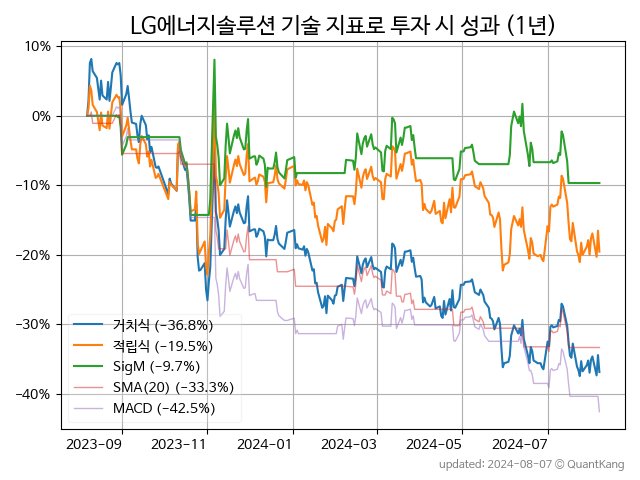 LG에너지솔루션 기술 지표로 투자 시 성과 (1년)
10%
0%
−10%
−20%
−30%
−40%
거치식 (−36.8%)
적립식 (−19.5%)
SigM (−9.7%)
SMA(20) (−33.3%)
MACD (−42.5%)
2023-09 2023-11 2024-01 2024-03 2024-05 2024-07
updated: 2024-08-07 © QuantKang